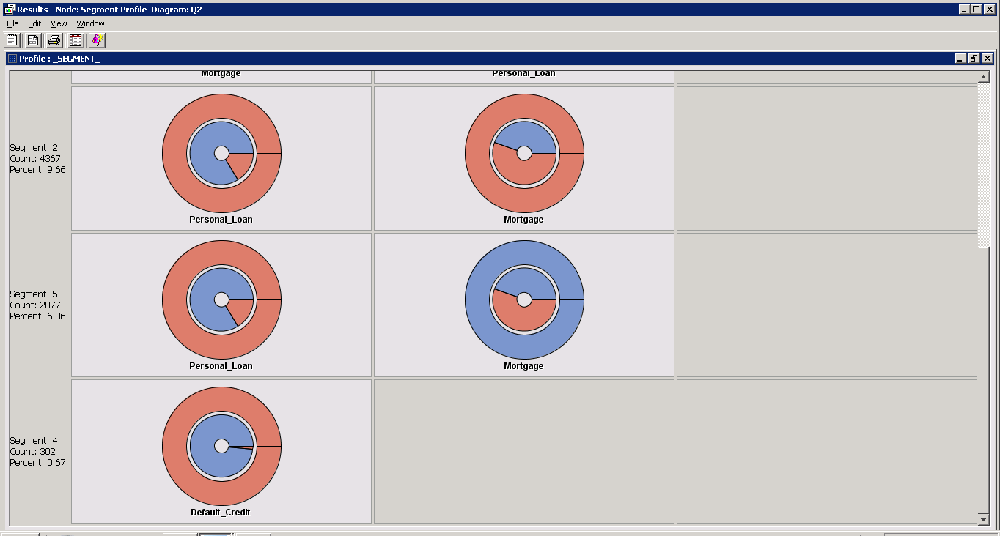 Results - Node: Segment Profile Diagram: Q2
File Edit View Window
Profile : _SEGMENT_
Mortgage
Personal_Loan
Segment: 2
Count: 4367
Percent: 9.66
Personal_Loan
Mortgage
Segment: 5
Count: 2877
Percent: 6.36
Personal_Loan
Mortgage
Segment: 4
Count: 302
Percent: 0.67
Default_Credit